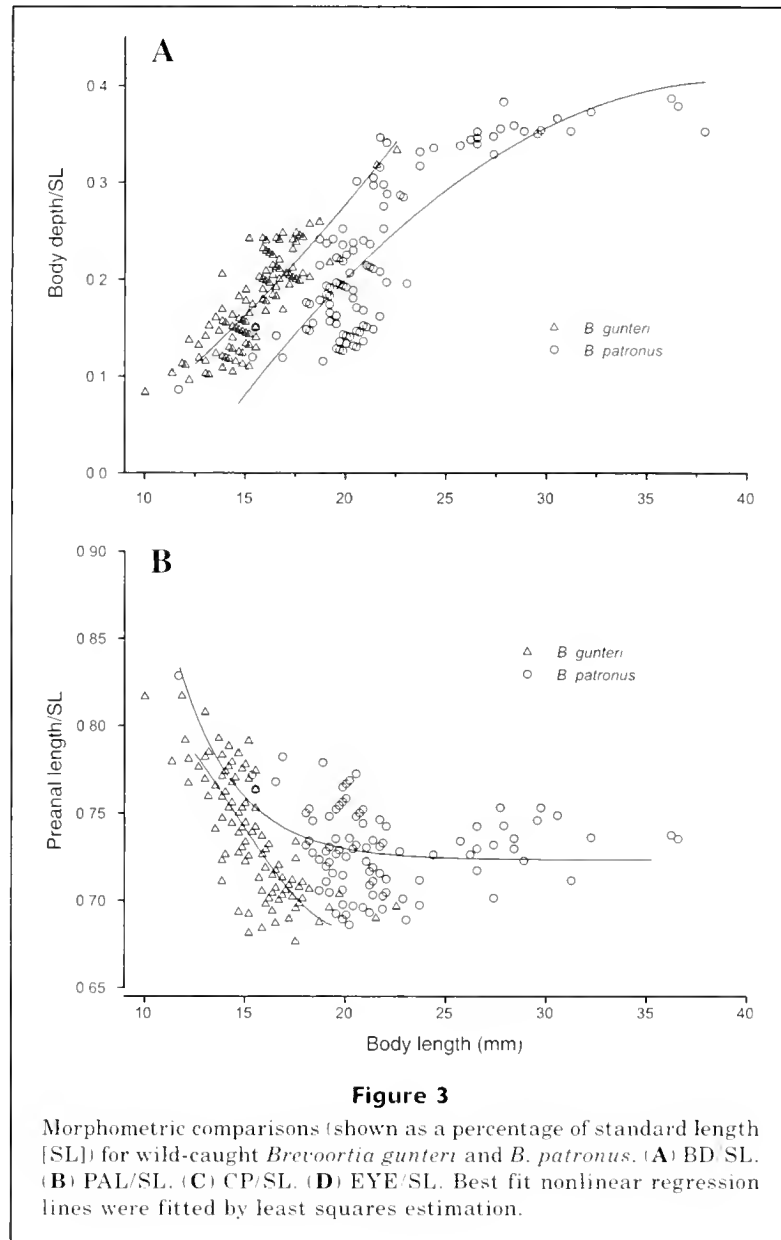 A
0.4
0.3
0.2
0.1
0.0
Body depth/SL
B gunteri
B patronus
10 15 20 25 30 35 40
B
0.90
0.85
0.80
0.75
0.70
0.65
Preanal length/SL
B gunteri
B patronus
10 15 20 25 30 35 40
Body length (mm)
Figure 3
Morphometric comparisons (shown as a percentage of standard length
[SL]) for wild-caught Brevoortia gunteri and B. patronus. (A) BD/SL.
(B) PAL/SL. (C) CP/SL. (D) EYE/SL. Best fit nonlinear regression
lines were fitted by least squares estimation.